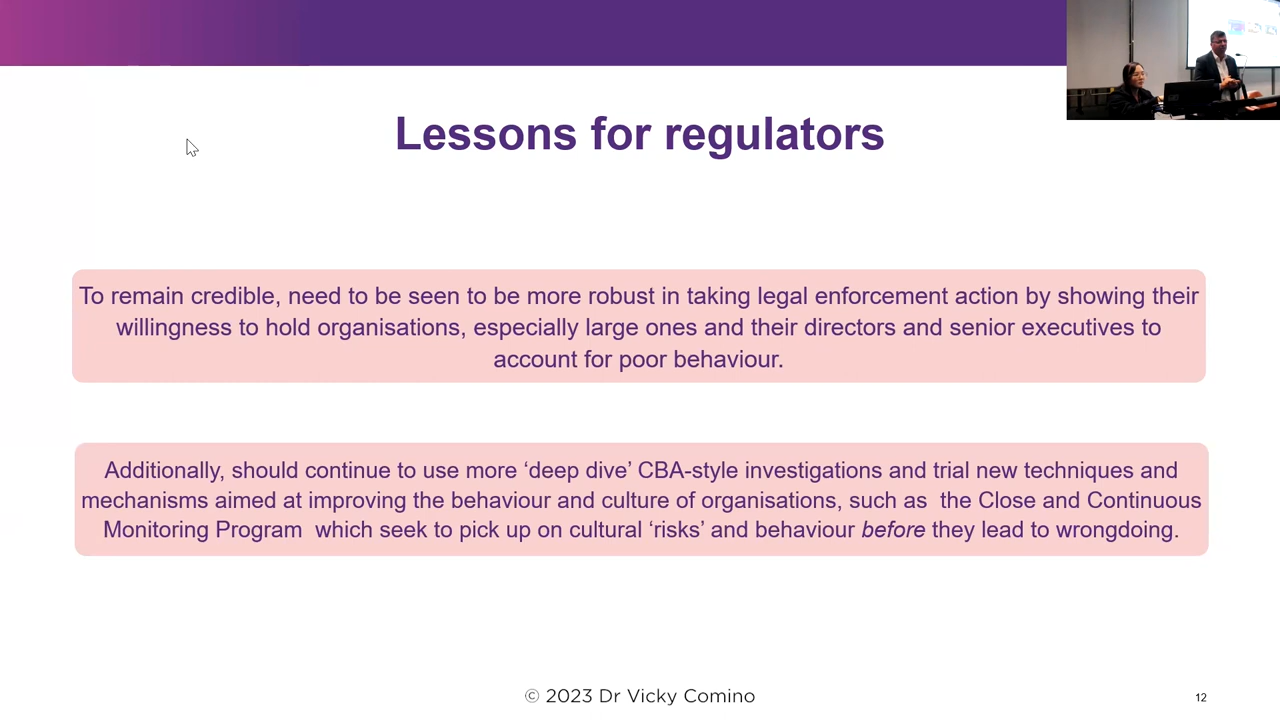 Lessons for regulators
To remain credible, need to be seen to be more robust in taking legal enforcement action by showing their
willingness to hold organisations, especially large ones and their directors and senior executives to
account for poor behaviour.
Additionally, should continue to use more ‘deep dive’ CBA-style investigations and trial new techniques and
mechanisms aimed at improving the behaviour and culture of organisations, such as  the Close and Continuous
Monitoring Program  which seek to pick up on cultural ‘risks’ and behaviour before they lead to wrongdoing.
© 2023 Dr Vicky Comino
12